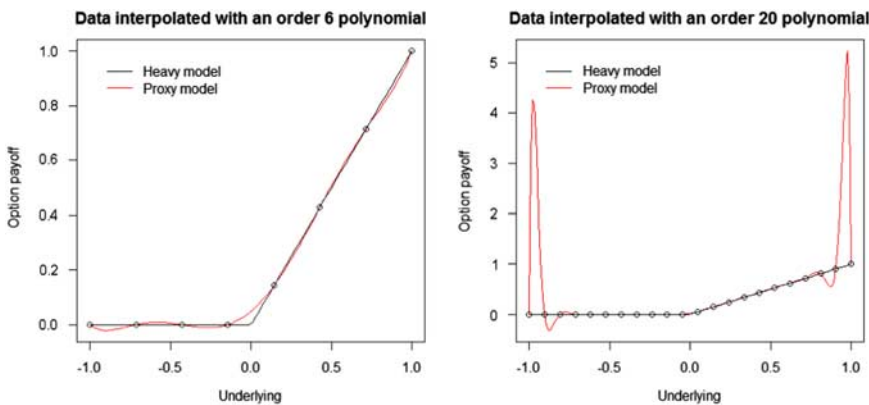 Data interpolated with an order 6 polynomial
Heavy model
Proxy model
Option payoff
1.0
0.8
0.6
0.4
0.2
0.0
-1.0 -0.5 0.0 0.5 1.0
Underlying
Data interpolated with an order 20 polynomial
Heavy model
Proxy model
Option payoff
5
4
3
2
1
0
-1.0 -0.5 0.0 0.5 1.0
Underlying